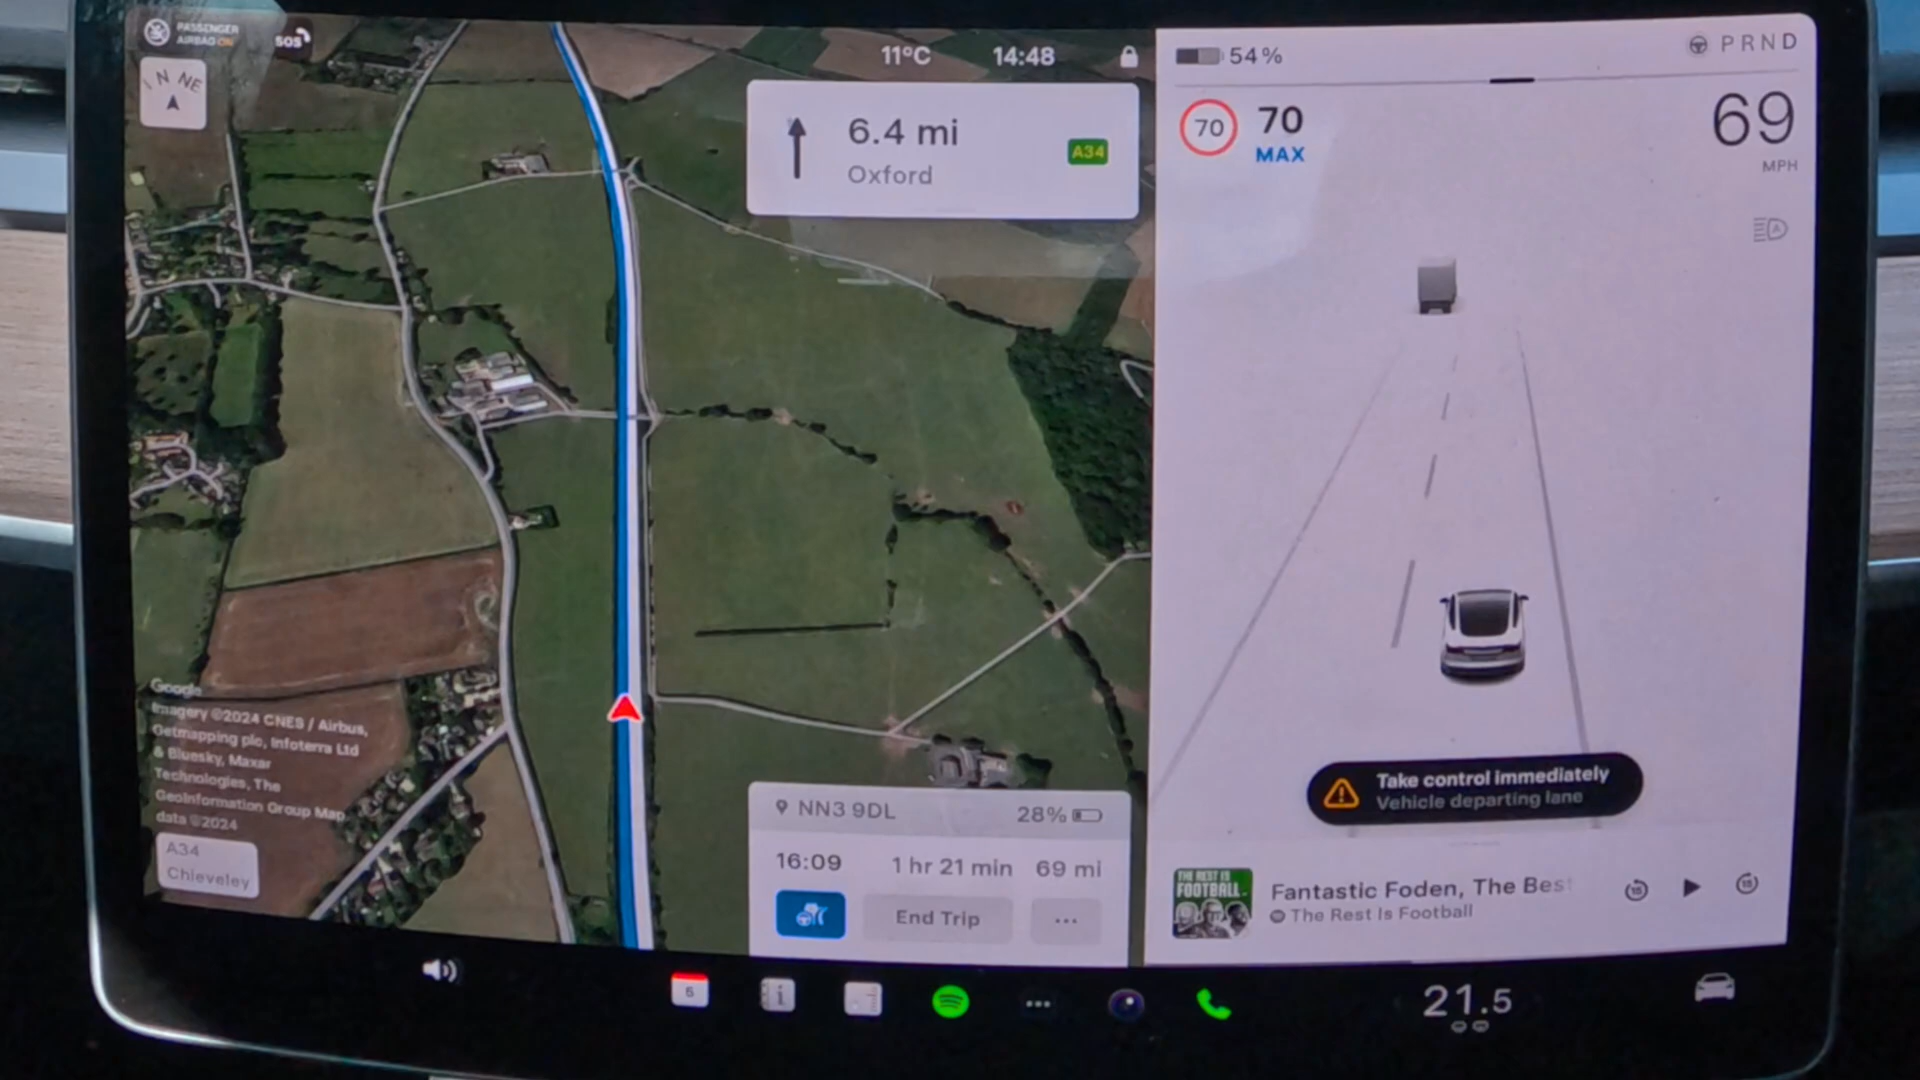 PASSENGER
AIRBAG ON
SOS
N NE
11°C
14:48
6.4 mi
Oxford
A34
Google
Imagery ©2024 CNES / Airbus,
Getmapping plc, Infoterra Ltd
& Bluesky, Maxar
Technologies, The
GeoInformation Group Map
data ©2024
A34
Chieveley
NN3 9DL
28%
16:09
1 hr 21 min
69 mi
End Trip
...
54%
PRND
70
70
MAX
69
MPH
A
Take control immediately
Vehicle departing lane
THE REST IS
FOOTBALL.
Fantastic Foden, The Best
The Rest Is Football
15
15
5
i
21.5